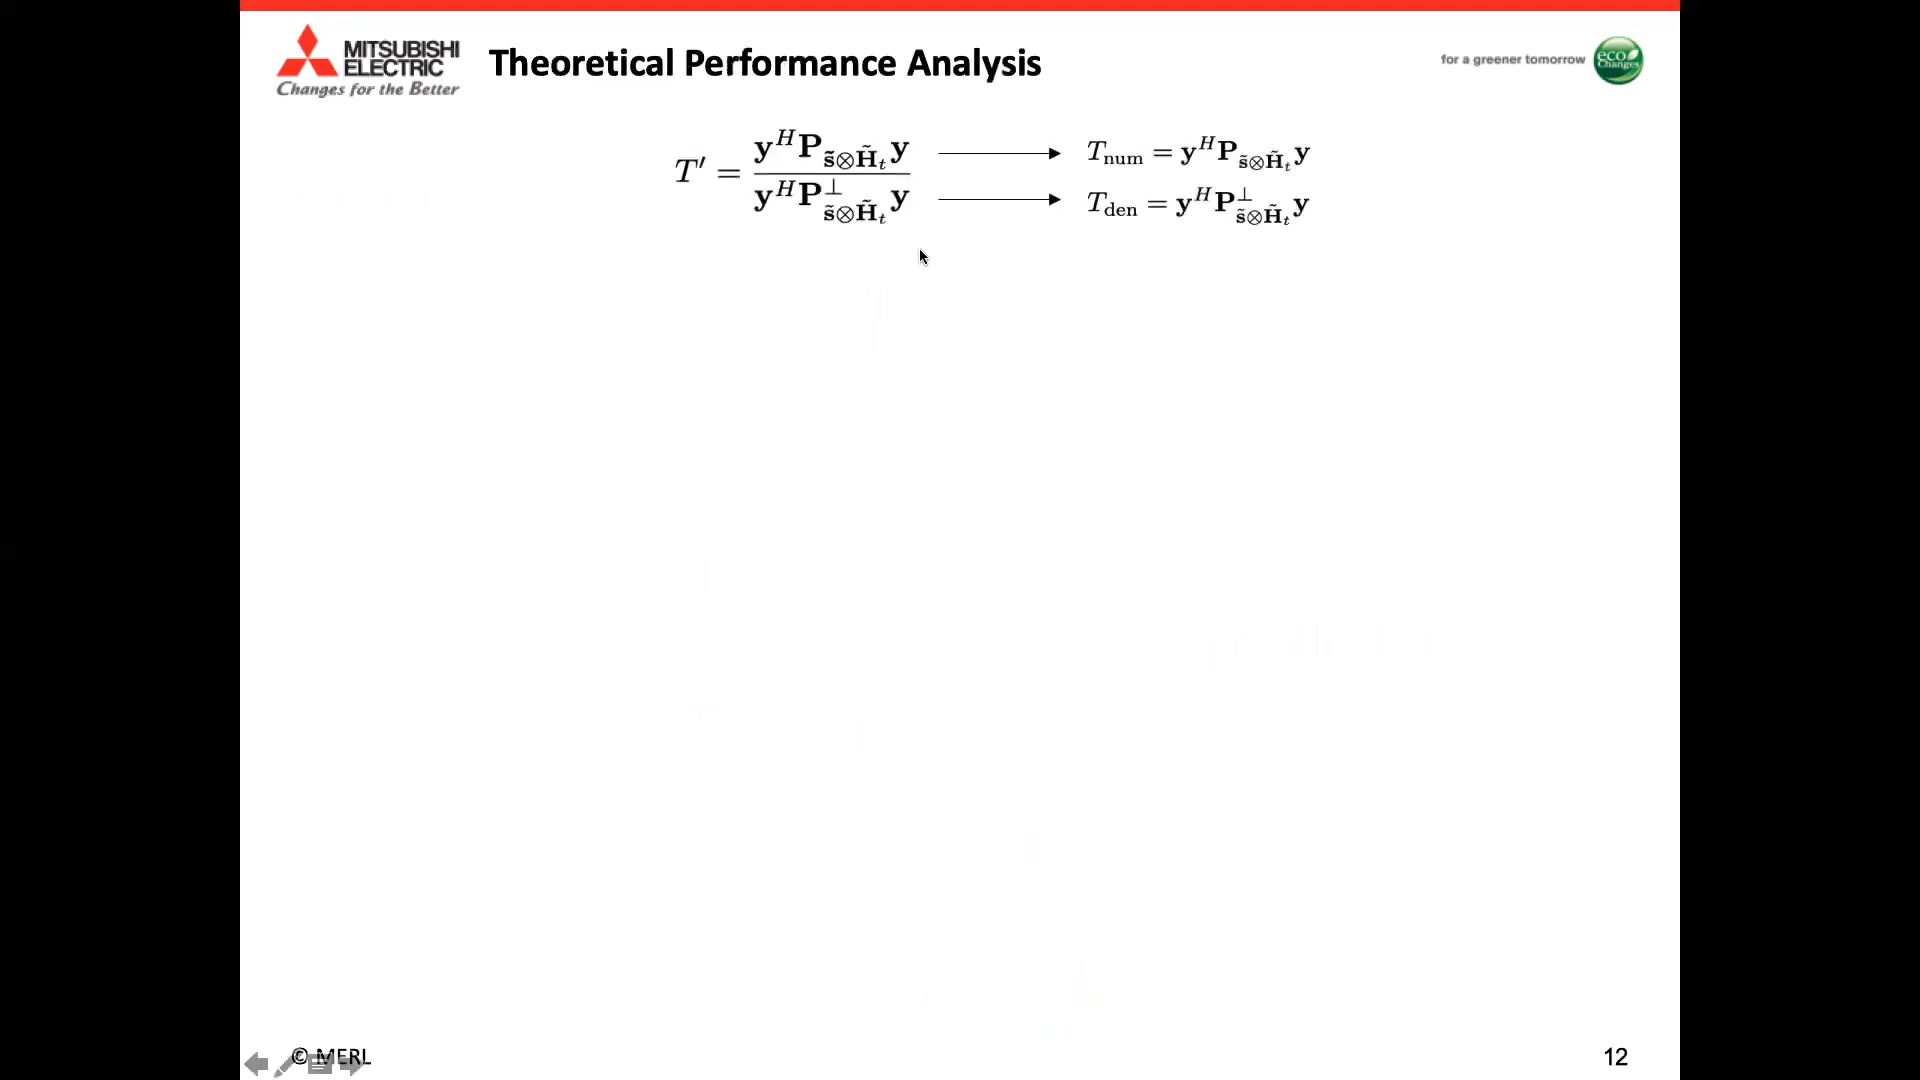 MITSUBISHI
ELECTRIC
Changes for the Better
Theoretical Performance Analysis
for a greener tomorrow
eco
Changes
T′ = y^H P_{s̃⊗H̃_t} y / y^H P^⊥_{s̃⊗H̃_t} y
T_num = y^H P_{s̃⊗H̃_t} y
T_den = y^H P^⊥_{s̃⊗H̃_t} y
© MERL
12